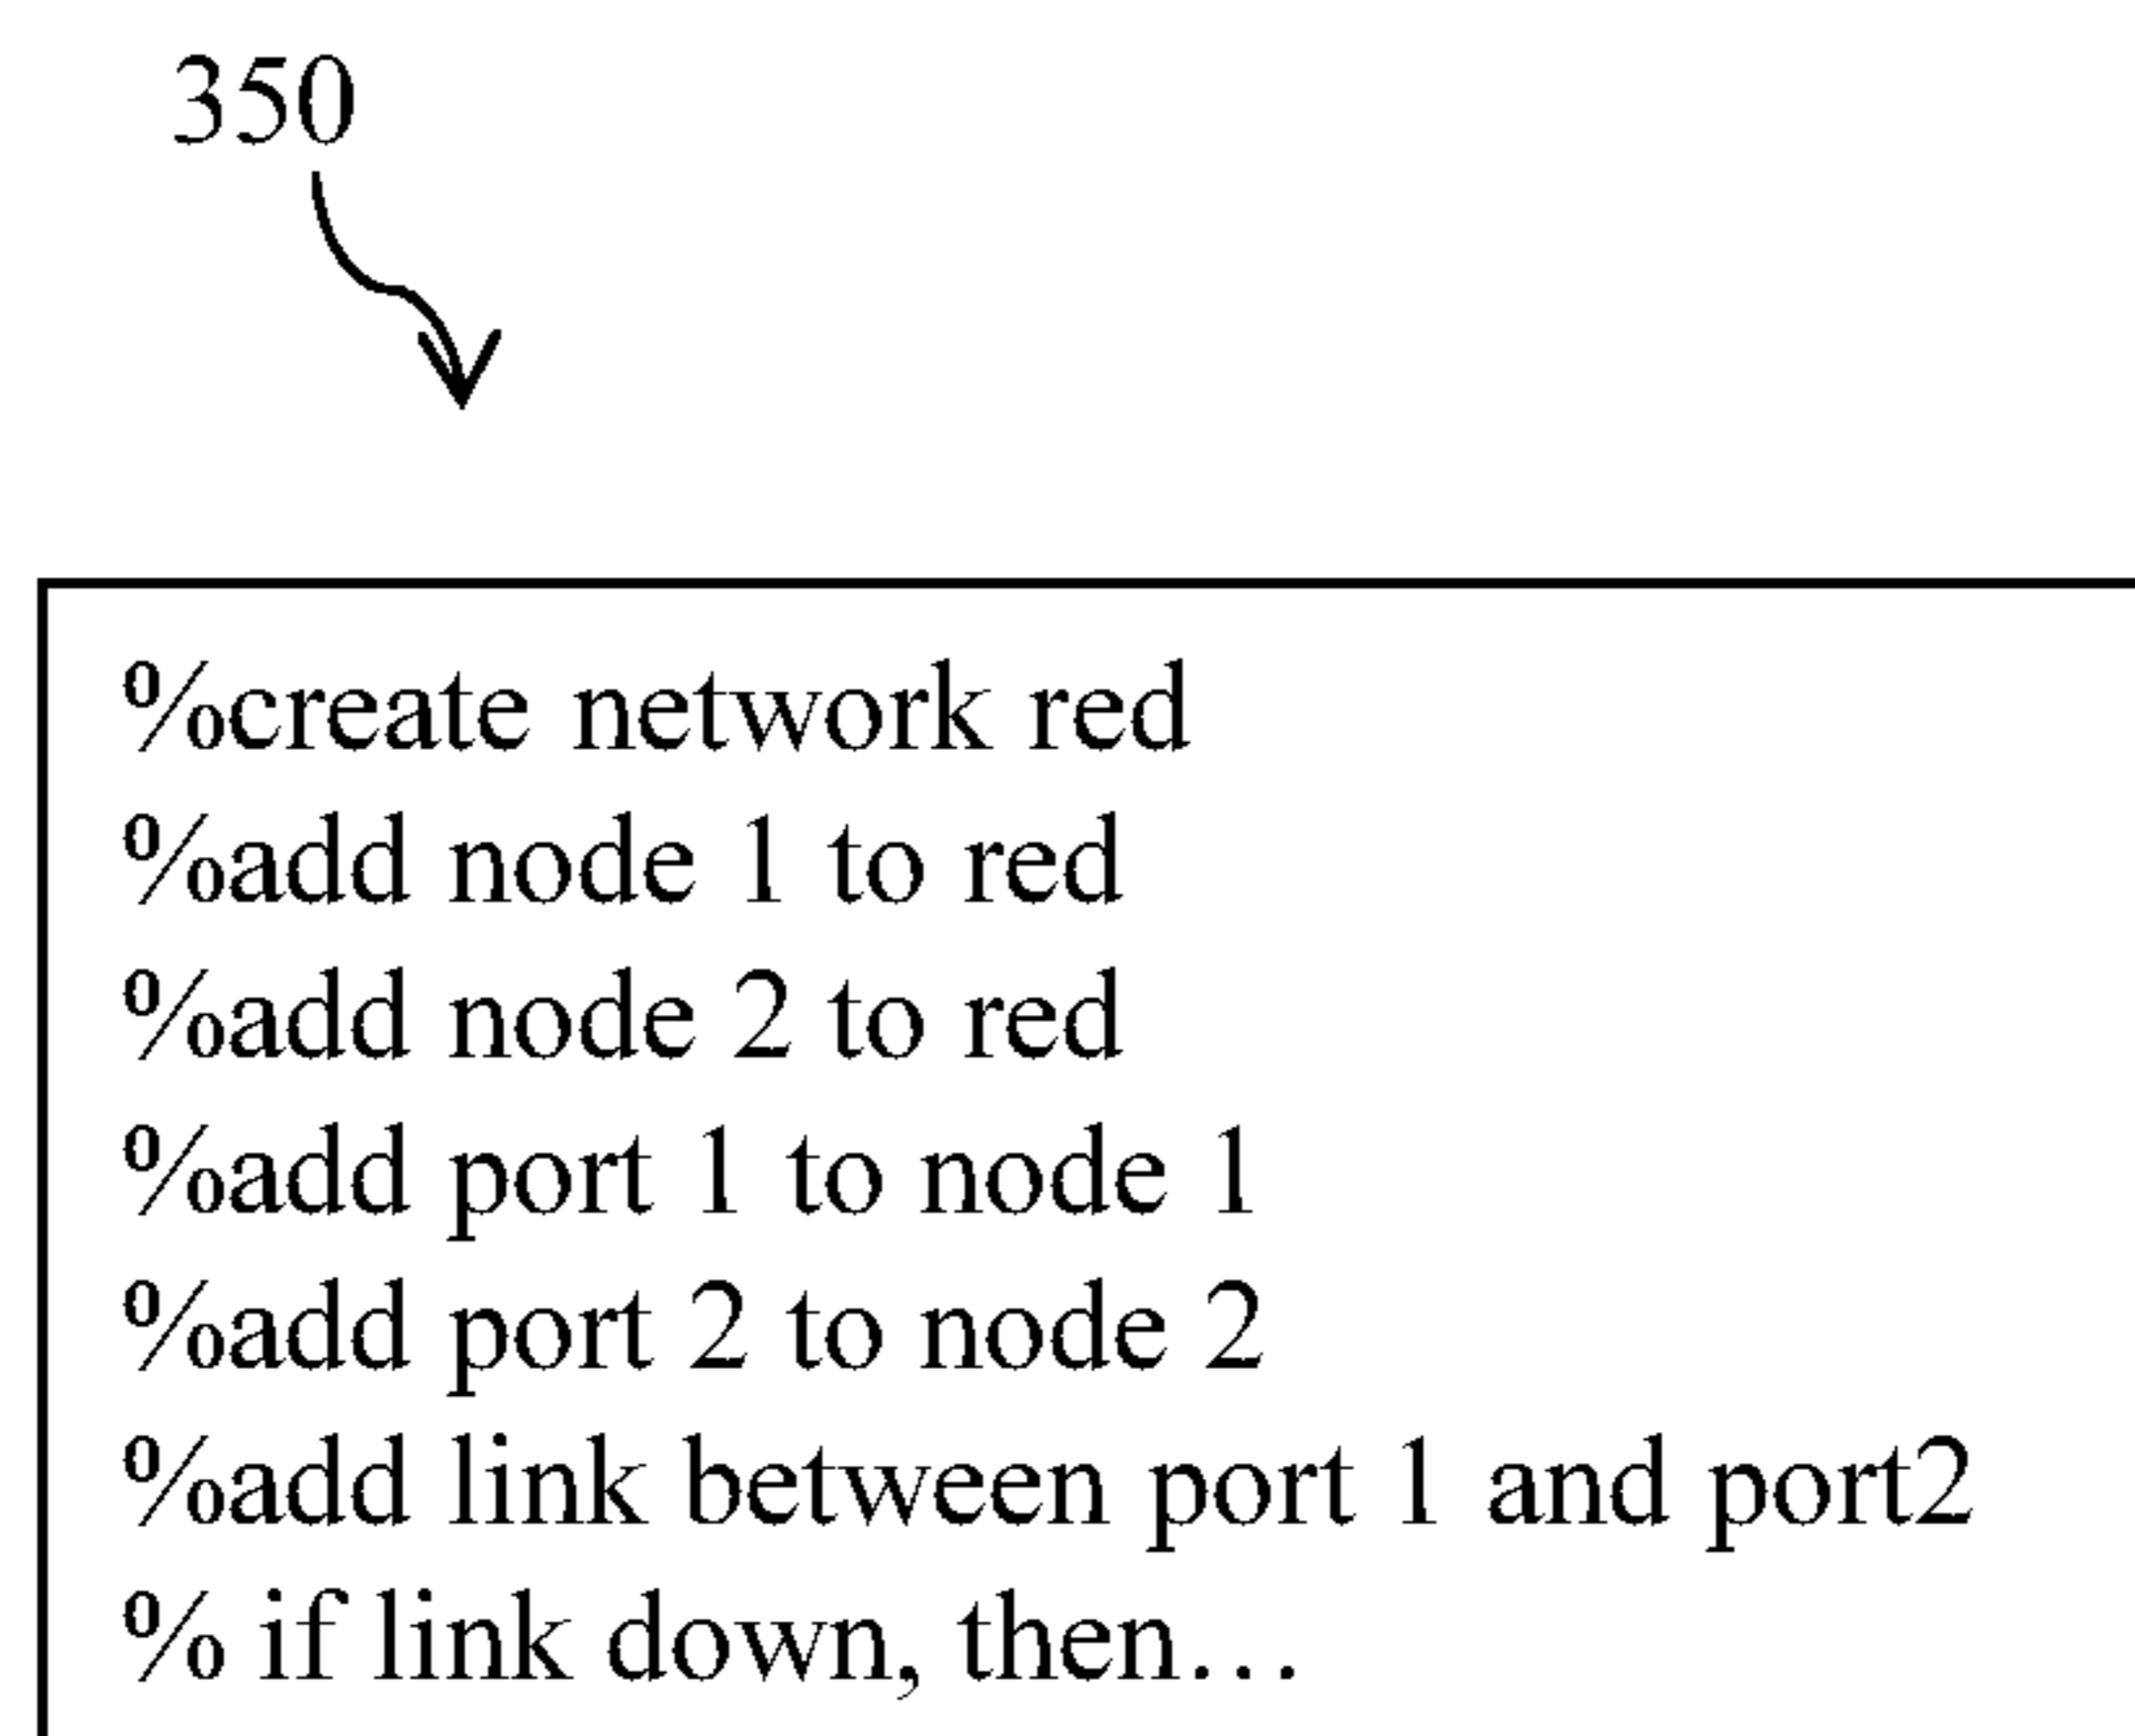 350
%create network red
%add node 1 to red
%add node 2 to red
%add port 1 to node 1
%add port 2 to node 2
%add link between port 1 and port2
% if link down, then…